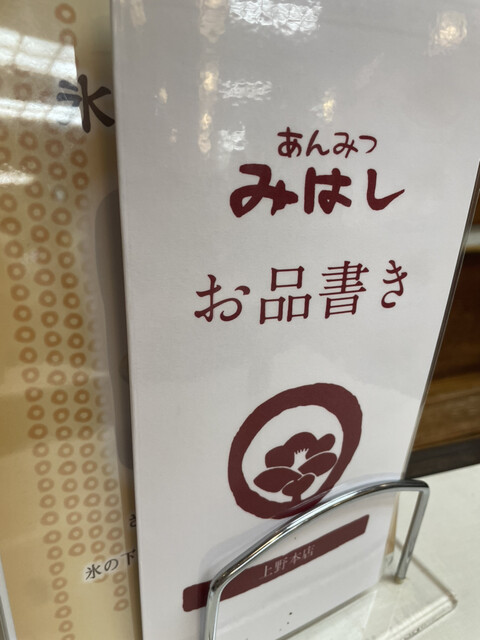 氷
あんみつ
みはし
お品書き
上野本店
氷の下